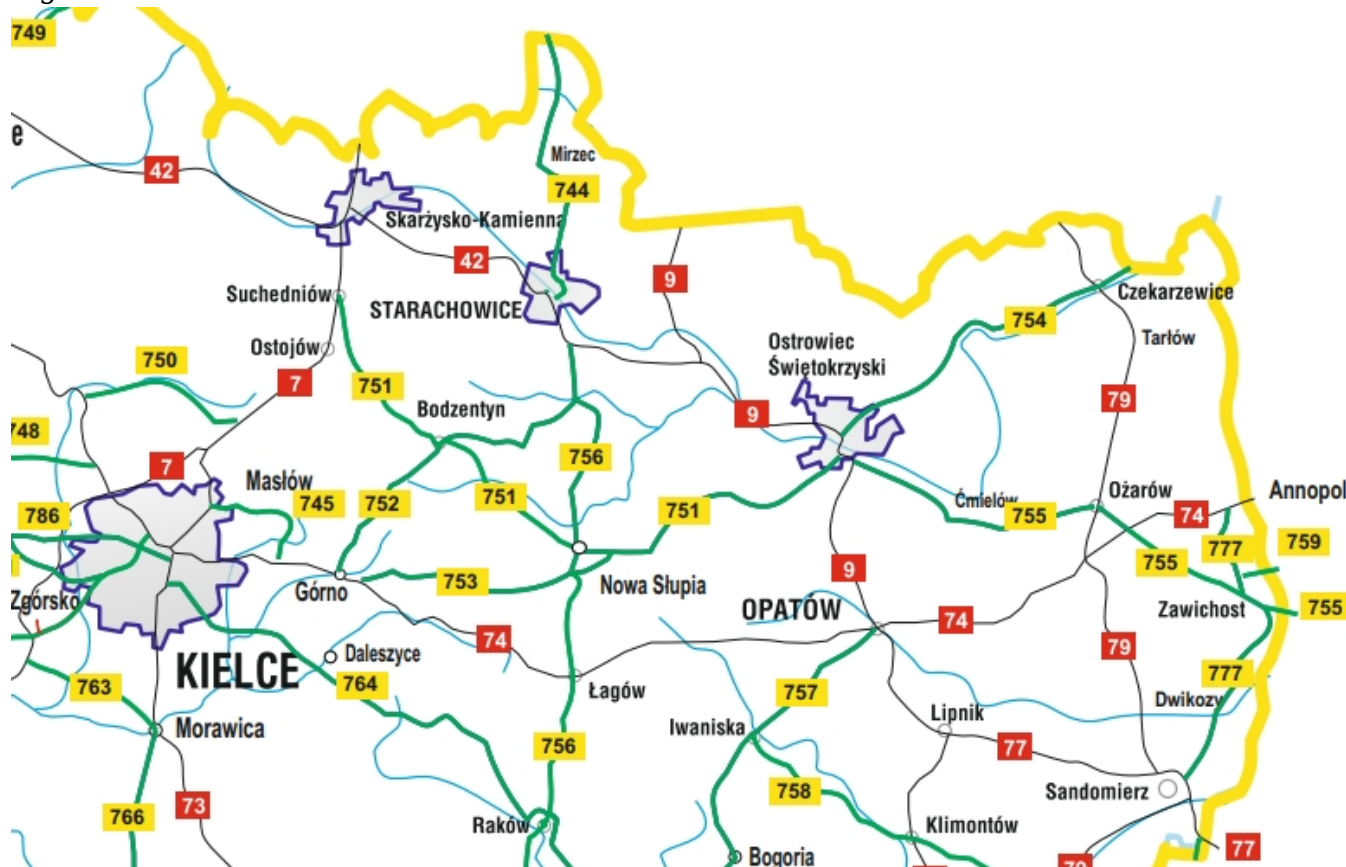 749
e
42
Mirzec
744
Skarżysko-Kamienna
42
9
Suchedniów
STARACHOWICE
Czekarzewice
754
Ostrowiec
Świętokrzyski
Tarłów
Ostojów
750
7
751
Bodzentyn
9
79
748
7
Masłów
756
745
752
751
751
Ćmielów
755
Ożarów
74
Annopol
786
755
777
759
753
Nowa Słupia
9
Górno
Zgórsko
OPATÓW
74
Zawichost
755
74
79
KIELCE
Daleszyce
764
763
Łagów
757
777
Dwikozy
Morawica
Iwaniska
Lipnik
77
756
758
Sandomierz
73
766
Raków
Klimontów
Bogoria
79
77